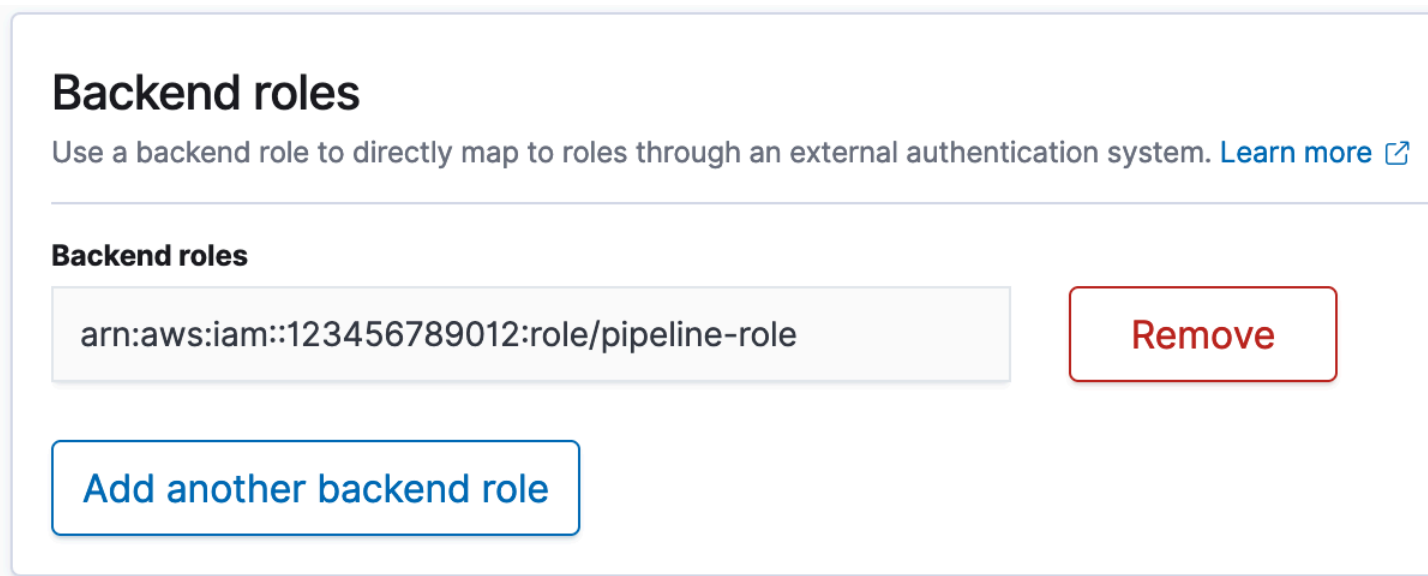 Backend roles
Use a backend role to directly map to roles through an external authentication system. Learn more
Backend roles
arn:aws:iam::123456789012:role/pipeline-role
Remove
Add another backend role